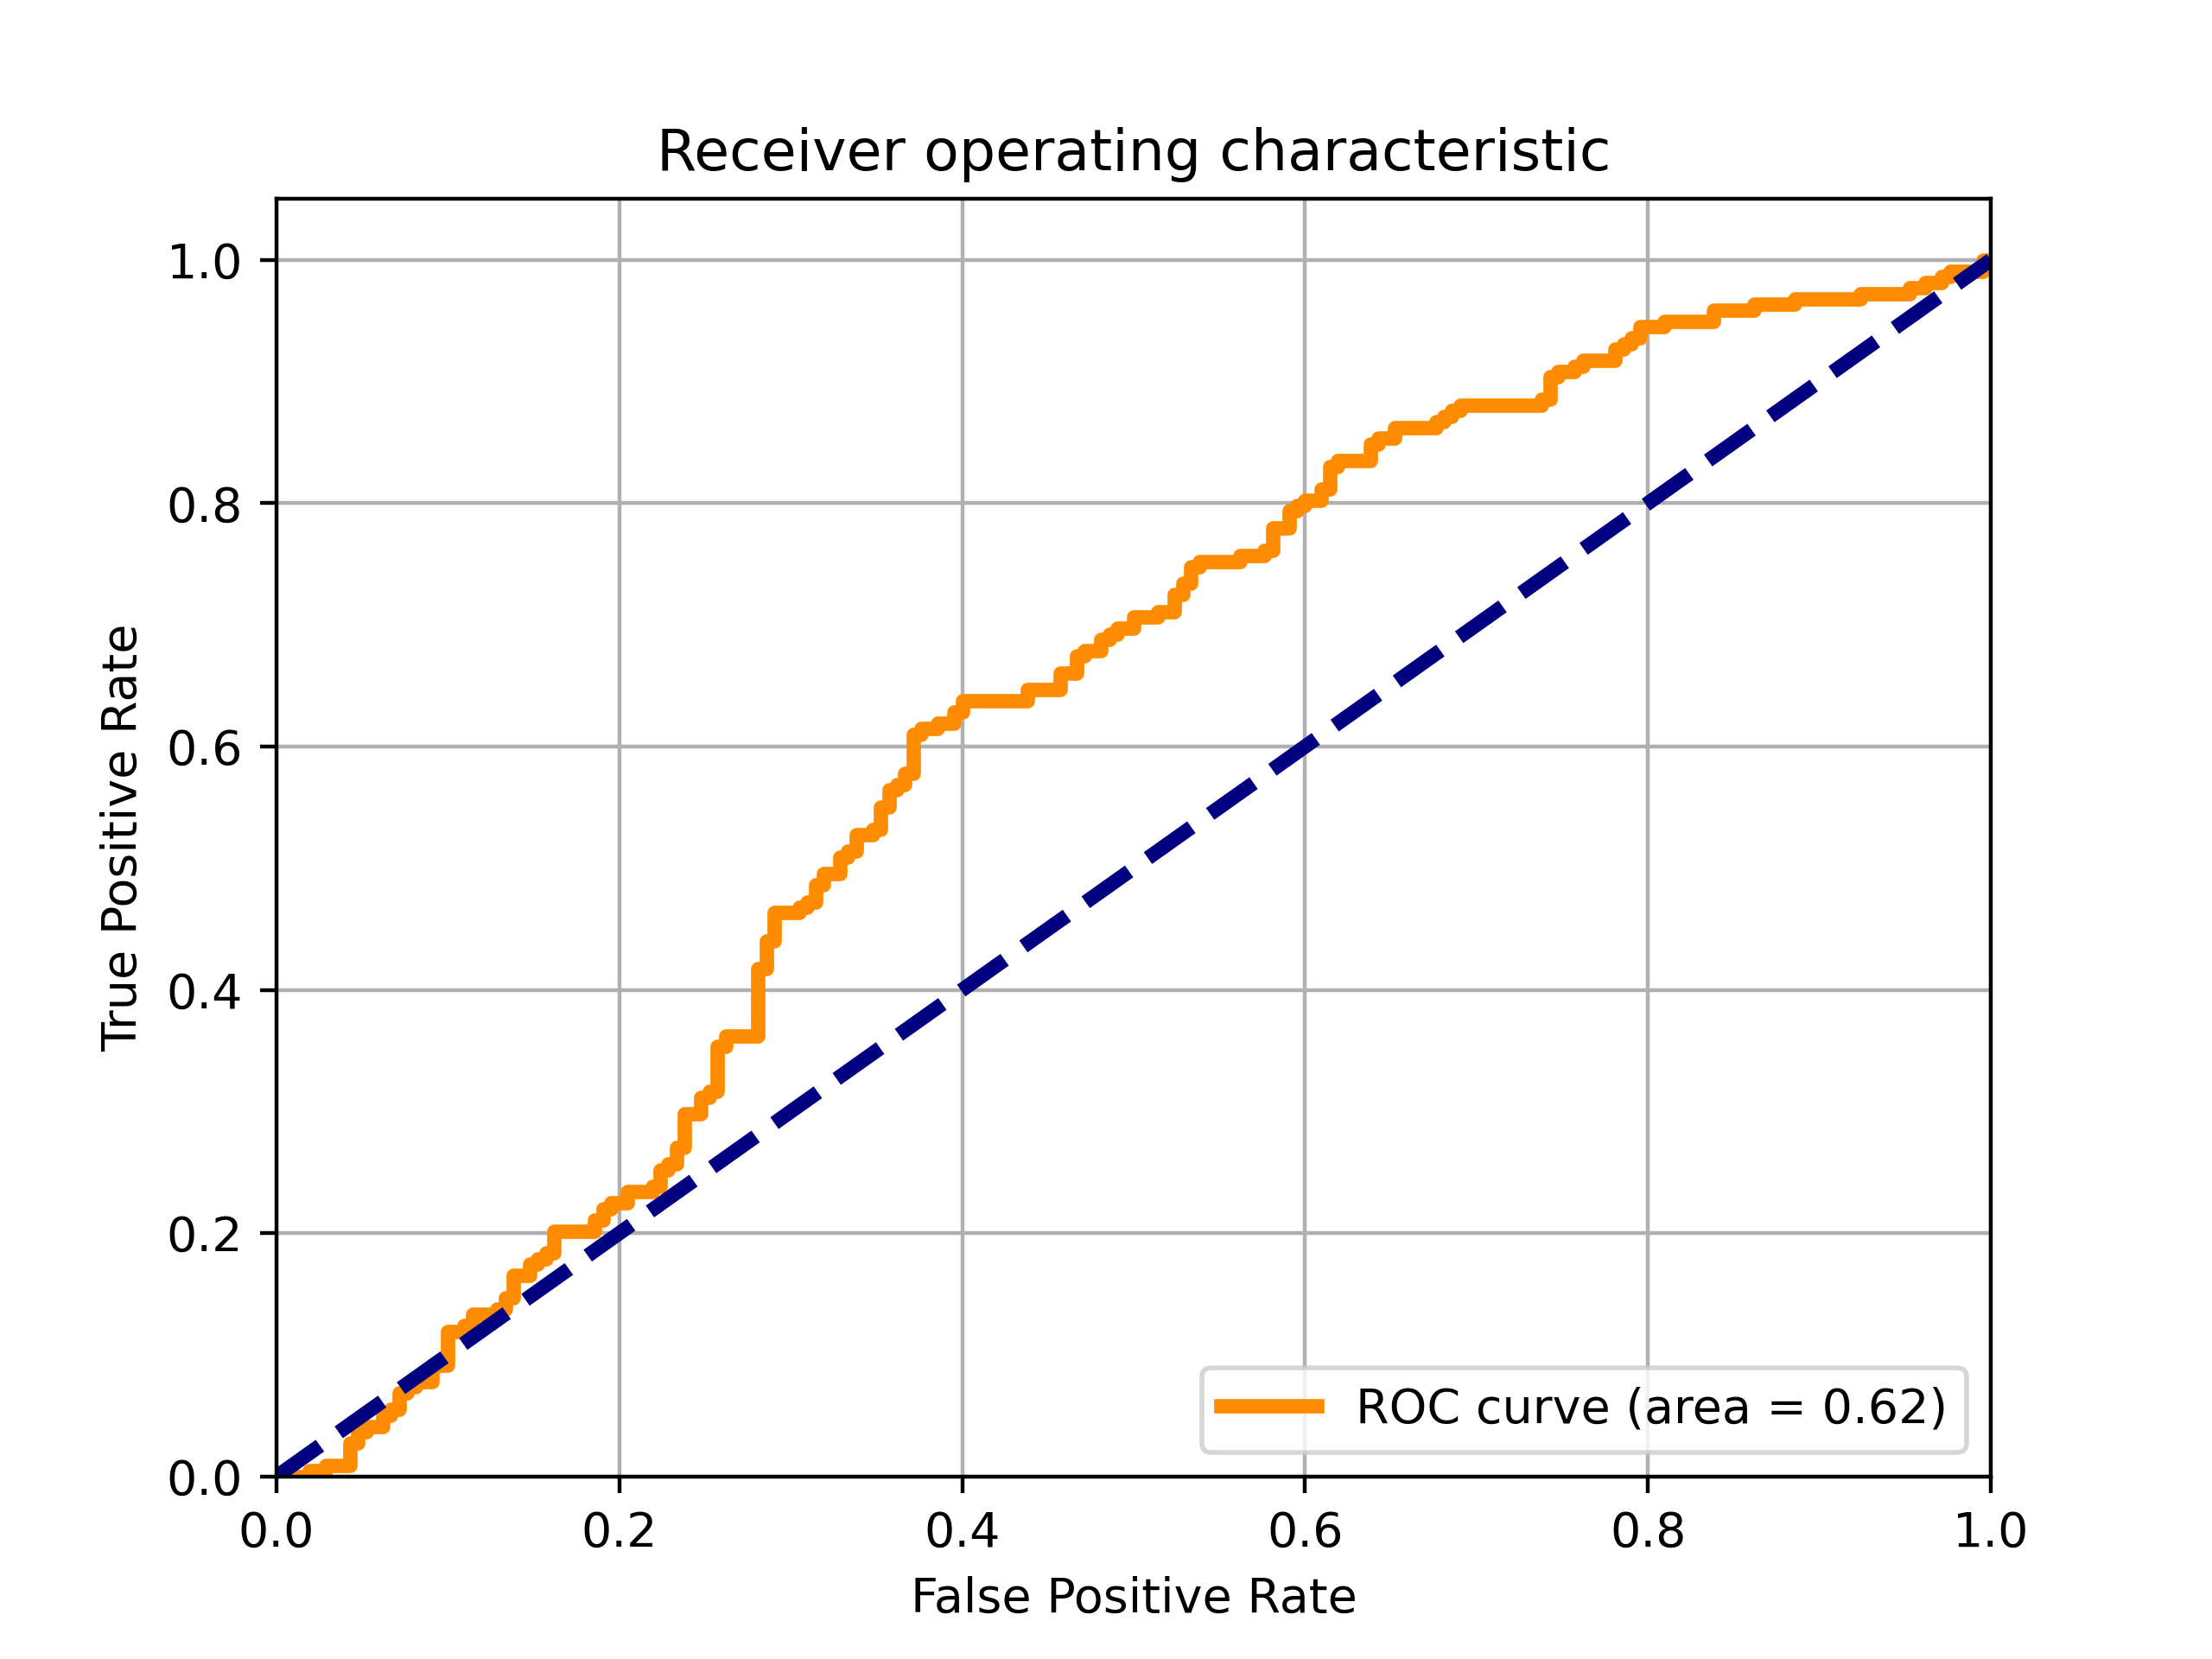 Receiver operating characteristic
1.0
0.8
0.6
0.4
0.2
0.0
True Positive Rate
ROC curve (area = 0.62)
0.0 0.2 0.4 0.6 0.8 1.0
False Positive Rate